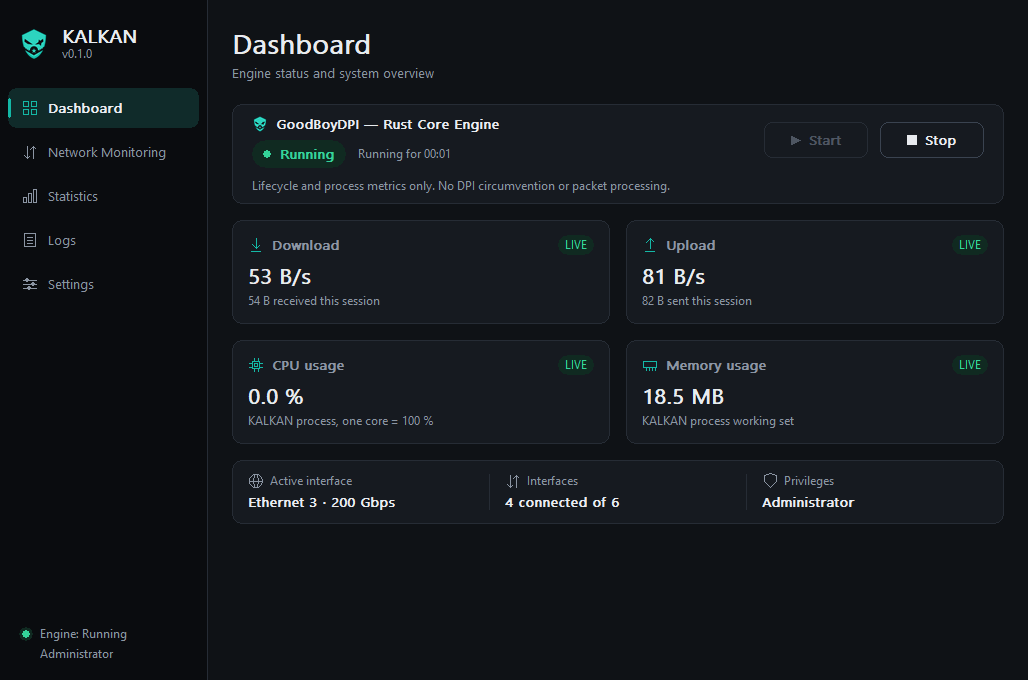 KALKAN
v0.1.0
Dashboard
Network Monitoring
Statistics
Logs
Settings
Engine: Running
Administrator
Dashboard
Engine status and system overview
GoodBoyDPI — Rust Core Engine
Running
Running for 00:01
Start
Stop
Lifecycle and process metrics only. No DPI circumvention or packet processing.
Download
LIVE
53 B/s
54 B received this session
Upload
LIVE
81 B/s
82 B sent this session
CPU usage
LIVE
0.0 %
KALKAN process, one core = 100 %
Memory usage
LIVE
18.5 MB
KALKAN process working set
Active interface
Ethernet 3 · 200 Gbps
Interfaces
4 connected of 6
Privileges
Administrator